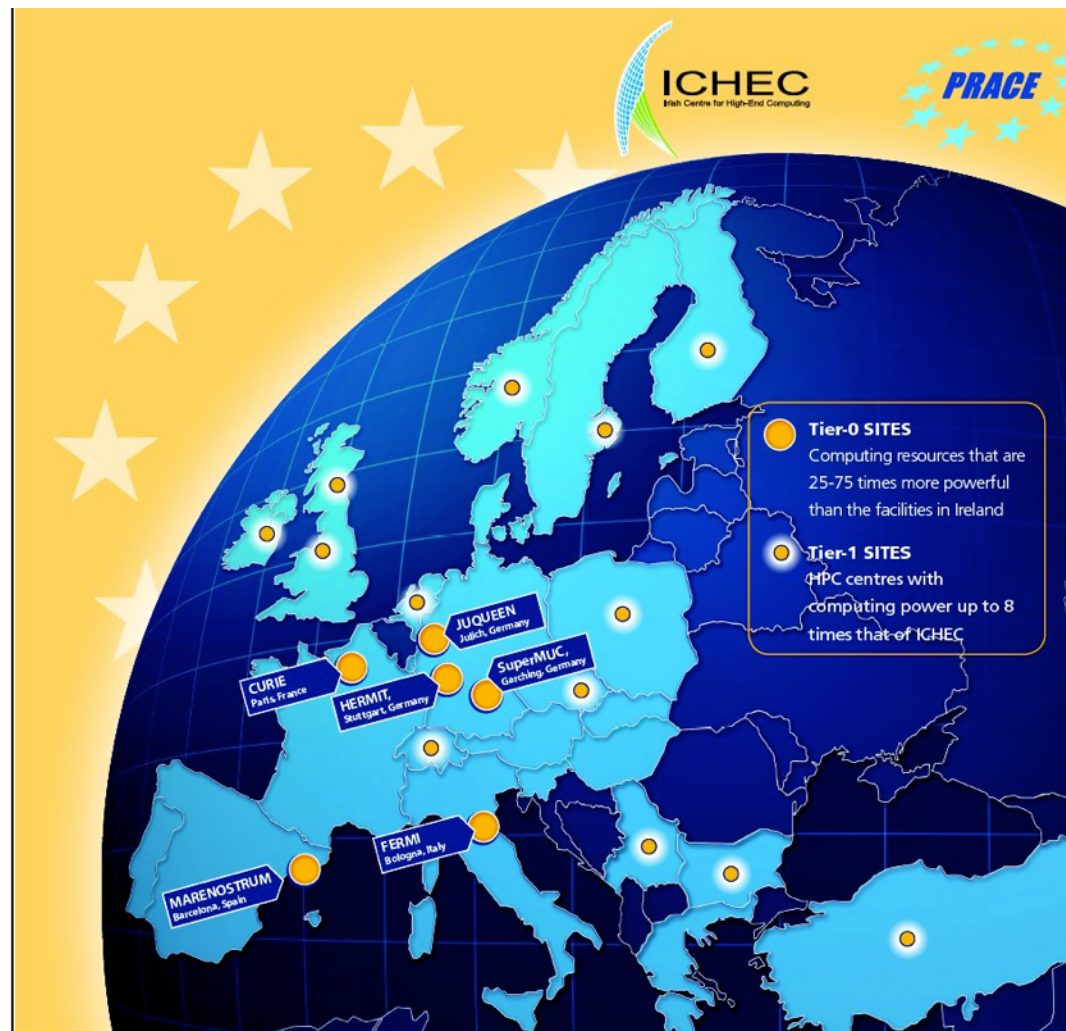 ICHEC
Irish Centre for High-End Computing
PRACE
Tier-0 SITES
Computing resources that are
25-75 times more powerful
than the facilities in Ireland
Tier-1 SITES
HPC centres with
computing power up to 8
times that of ICHEC
JUQUEEN
Julich, Germany
SuperMUC,
Garching, Germany
CURIE
Paris, France
HERMIT,
Stuttgart, Germany
FERMI
Bologna, Italy
MARENOSTRUM
Barcelona, Spain